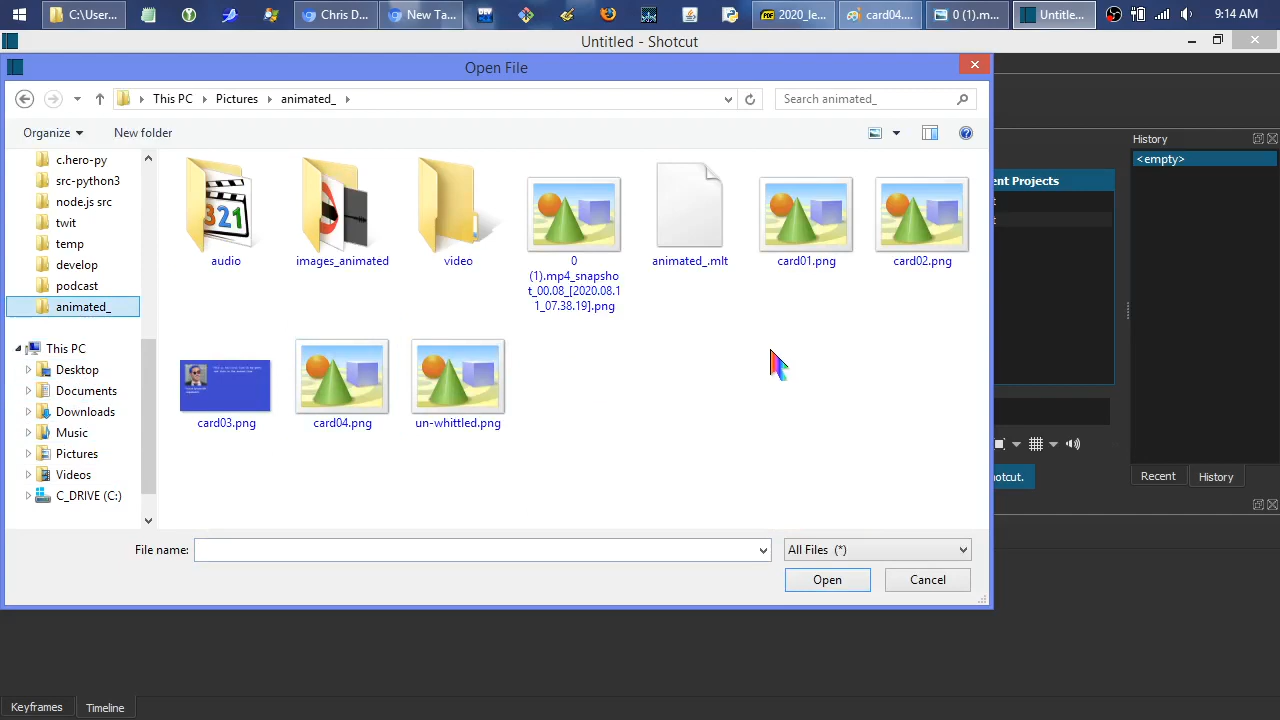 C:\User...
Chris D...
New Ta...
2020_le...
card04....
0 (1).m...
Untitle...
9:14 AM
Untitled - Shotcut
Open File
This PC
Pictures
animated_
Search animated_
Organize
New folder
History
<empty>
c.hero-py
src-python3
node.js src
twit
temp
develop
podcast
animated_
This PC
Desktop
Documents
Downloads
Music
Pictures
Videos
C_DRIVE (C:)
audio
images_animated
video
0
(1).mp4_snapsho
t_00.08_[2020.08.1
1_07.38.19].png
animated_.mlt
card01.png
card02.png
card03.png
card04.png
un-whittled.png
ent Projects
t
t
otcut.
Recent
History
File name:
All Files (*)
Open
Cancel
Keyframes
Timeline